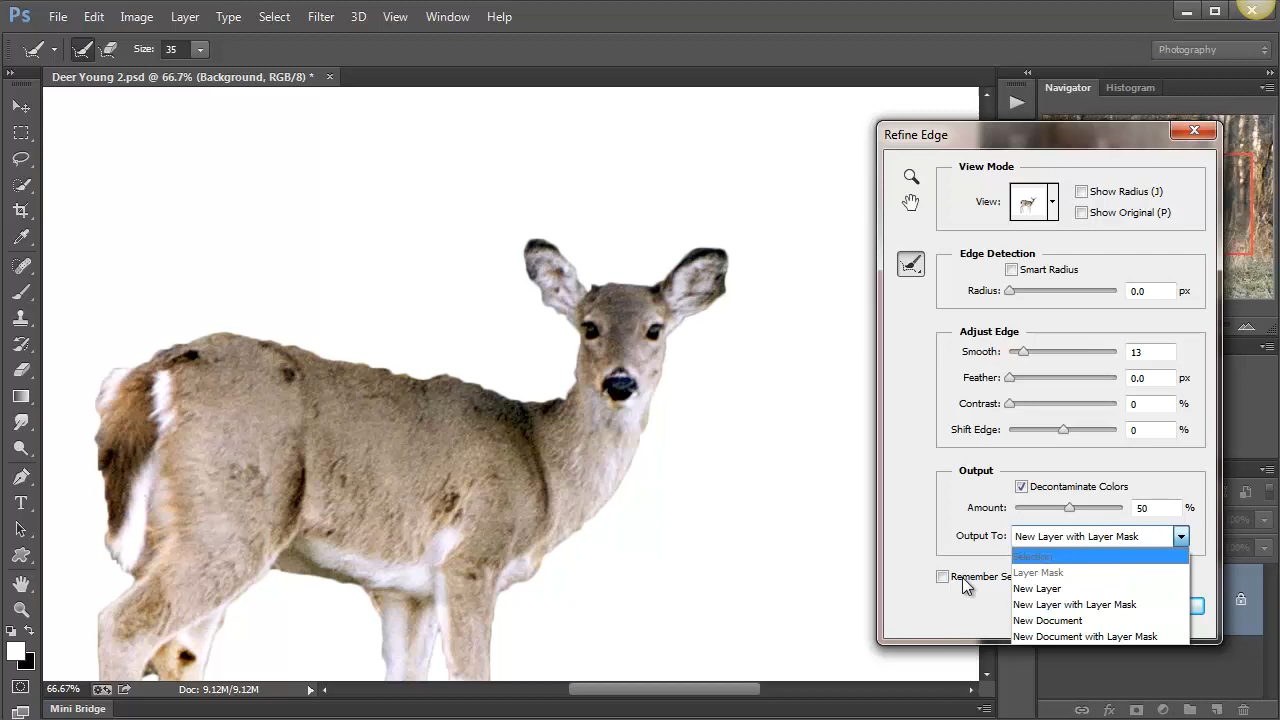 Ps File Edit Image Layer Type Select Filter 3D View Window Help
Size: 35 Photography
Deer Young 2.psd @ 66.7% (Background, RGB/8) * ×
Navigator Histogram
Refine Edge
View Mode
View:
Show Radius (J)
Show Original (P)
Edge Detection
Smart Radius
Radius: 0.0 px
Adjust Edge
Smooth: 13
Feather: 0.0 px
Contrast: 0 %
Shift Edge: 0 %
Output
Decontaminate Colors
Amount: 50 %
Output To: New Layer with Layer Mask
Selection
Layer Mask
Remember Se
New Layer
New Layer with Layer Mask
New Document
New Document with Layer Mask
66.67% Doc: 9.12M/9.12M
Mini Bridge